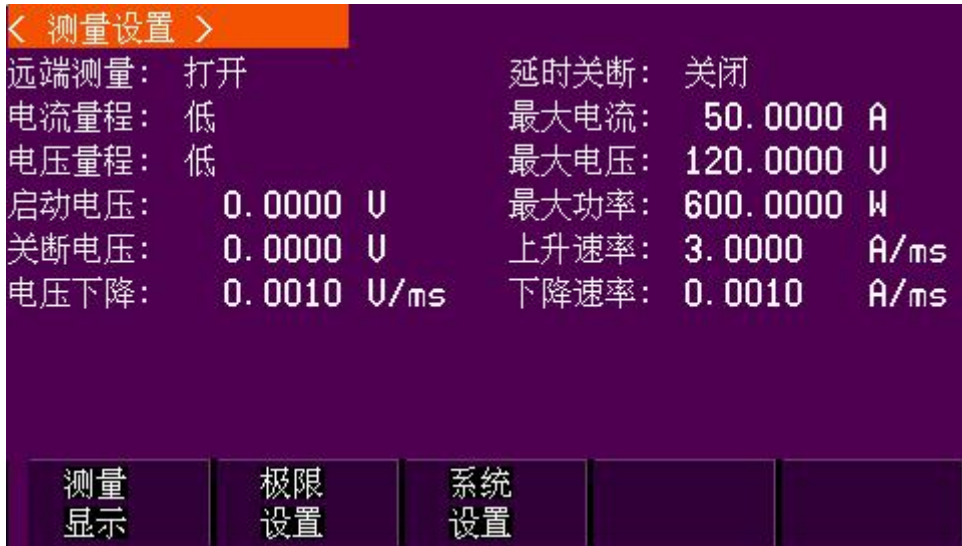 < 测量设置 >
远端测量: 打开 延时关断: 关闭
电流量程: 低 最大电流: 50.0000 A
电压量程: 低 最大电压: 120.0000 V
启动电压: 0.0000 V 最大功率: 600.0000 W
关断电压: 0.0000 V 上升速率: 3.0000 A/ms
电压下降: 0.0010 V/ms 下降速率: 0.0010 A/ms
测量 极限 系统
显示 设置 设置